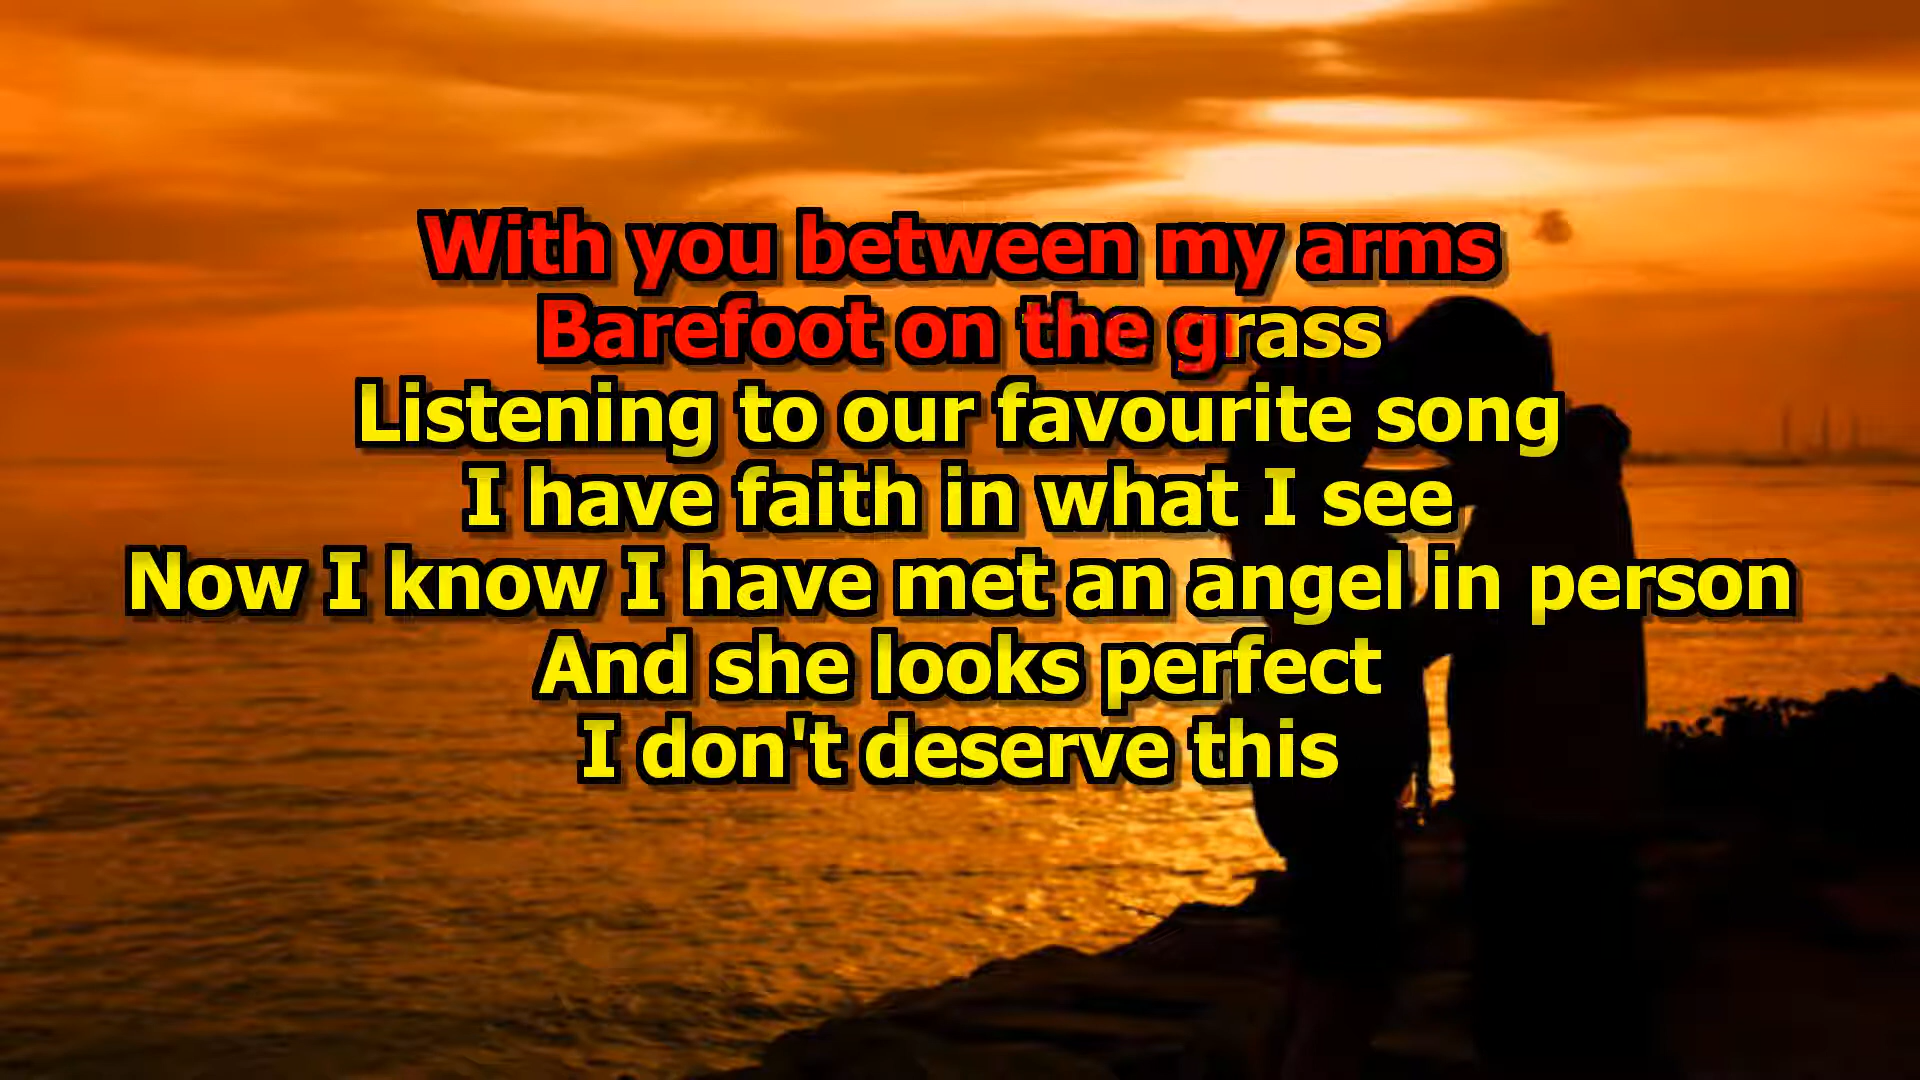 With you between my arms
Barefoot on the grass
Listening to our favourite song
I have faith in what I see
Now I know I have met an angel in person
And she looks perfect
I don't deserve this